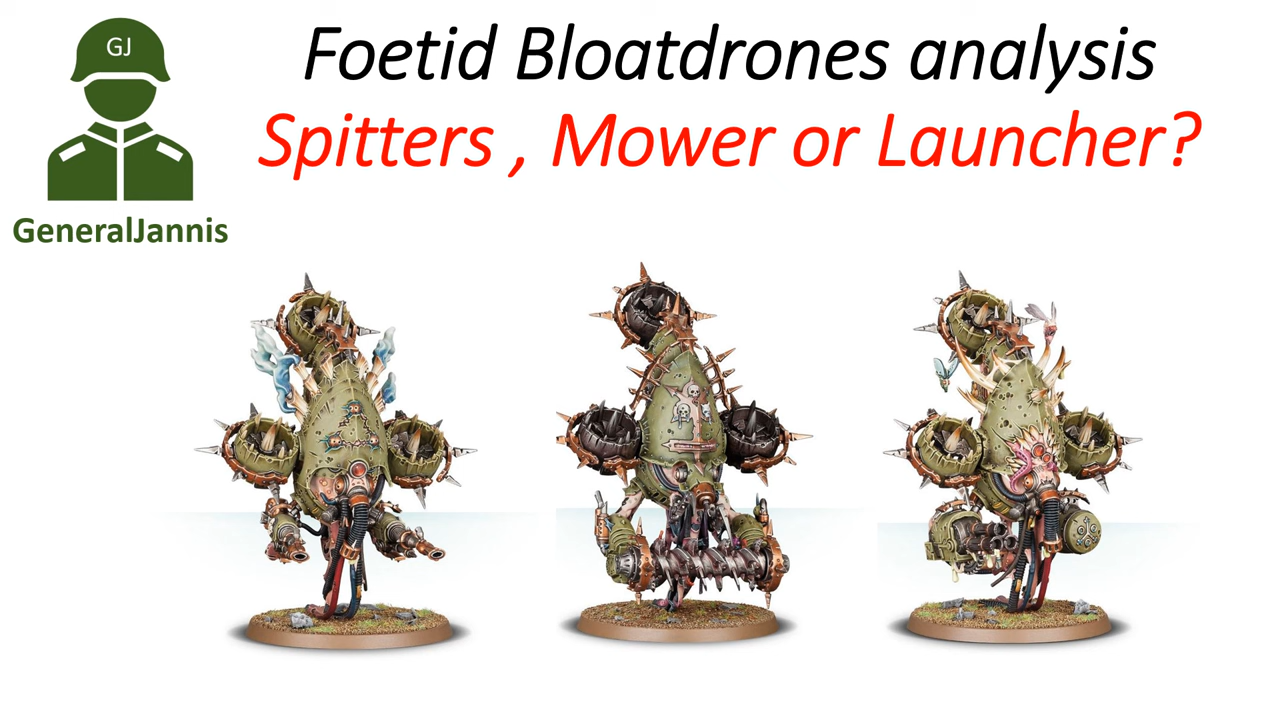 GJ
Foetid Bloatdrones analysis
Spitters , Mower or Launcher?
GeneralJannis